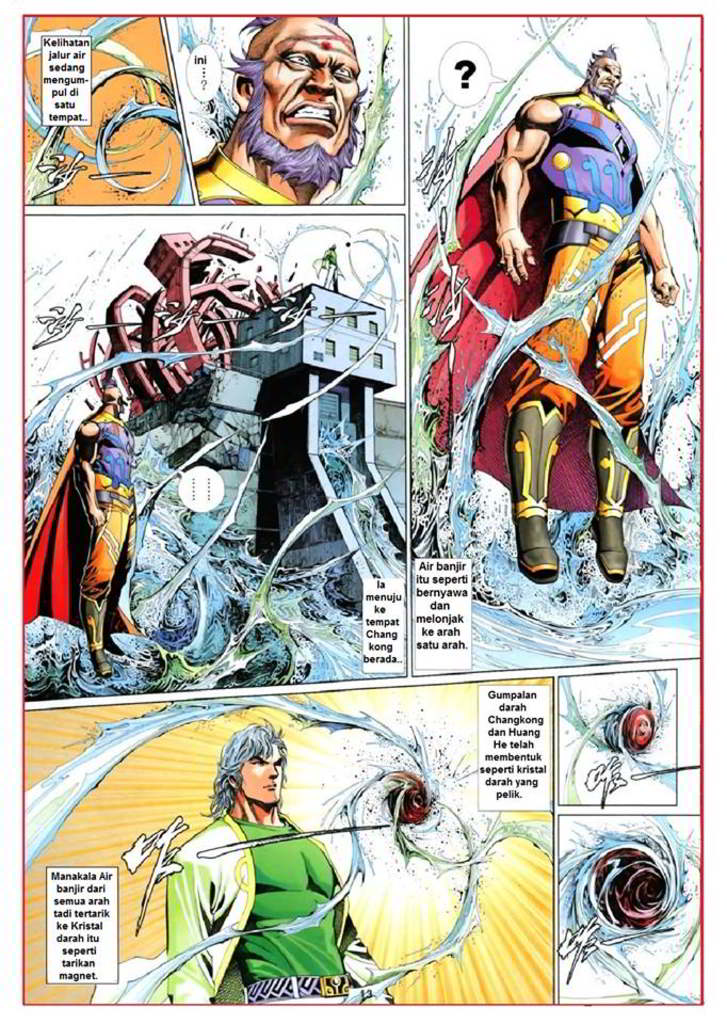 Kelihatan
jalur air
sedang
mengum-
pul di
satu
tempat..
ini
...?
?
......
Ia
menuju
ke
tempat
Chang
kong
berada..
Air banjir
itu seperti
bernyawa
dan
melonjak
ke arah
satu arah.
Gumpalan
darah
Changkong
dan Huang
He telah
membentuk
seperti kristal
darah yang
pelik.
Manakala Air
banjir dari
semua arah
tadi tertarik
ke Kristal
darah itu
seperti
tarikan
magnet.
13